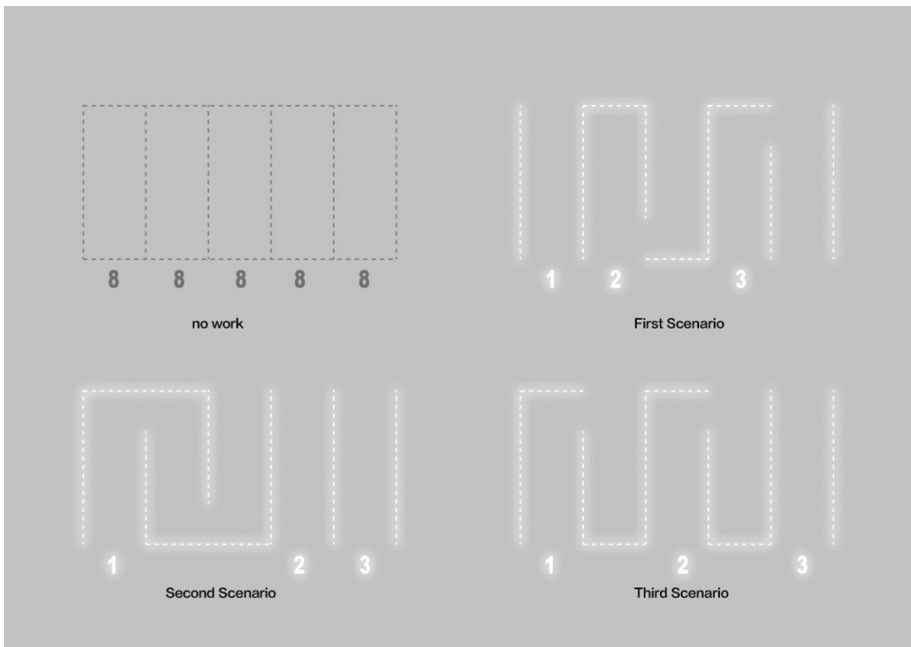 8 8 8 8 8
no work
1 2 3
First Scenario
1 2 3
Second Scenario
1 2 3
Third Scenario